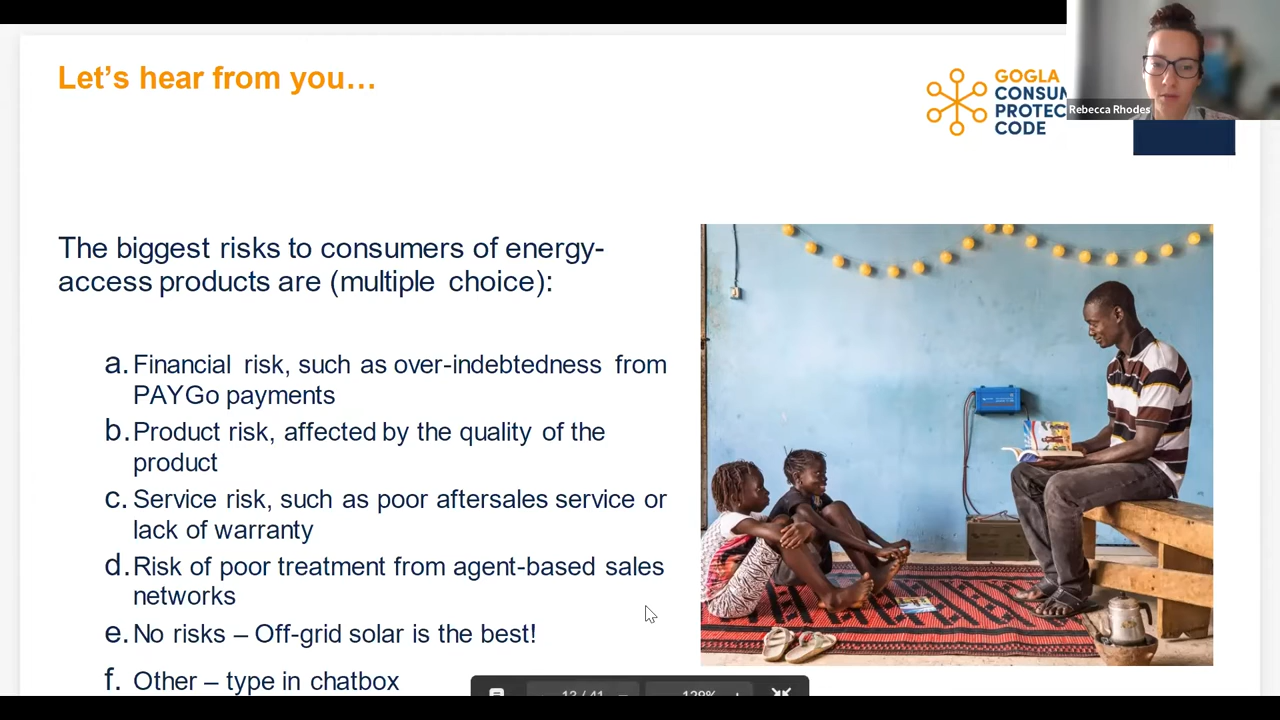 Let's hear from you…
GOGLA
CONSUM
PROTEC
CODE
Rebecca Rhodes
The biggest risks to consumers of energy-
access products are (multiple choice):
a. Financial risk, such as over-indebtedness from
PAYGo payments
b. Product risk, affected by the quality of the
product
c. Service risk, such as poor aftersales service or
lack of warranty
d. Risk of poor treatment from agent-based sales
networks
e. No risks – Off-grid solar is the best!
f. Other – type in chatbox